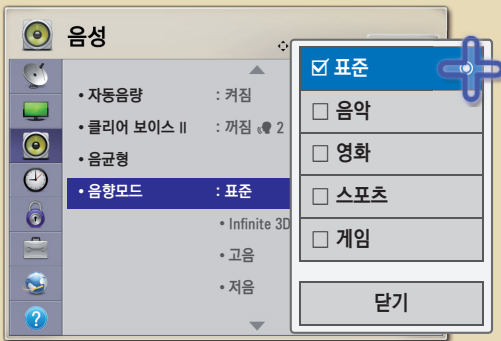 음성
• 자동음량 : 켜짐
• 클리어 보이스 II : 꺼짐 2
• 음균형
• 음향모드 : 표준
• Infinite 3D
• 고음
• 저음
?
표준
음악
영화
스포츠
게임
닫기